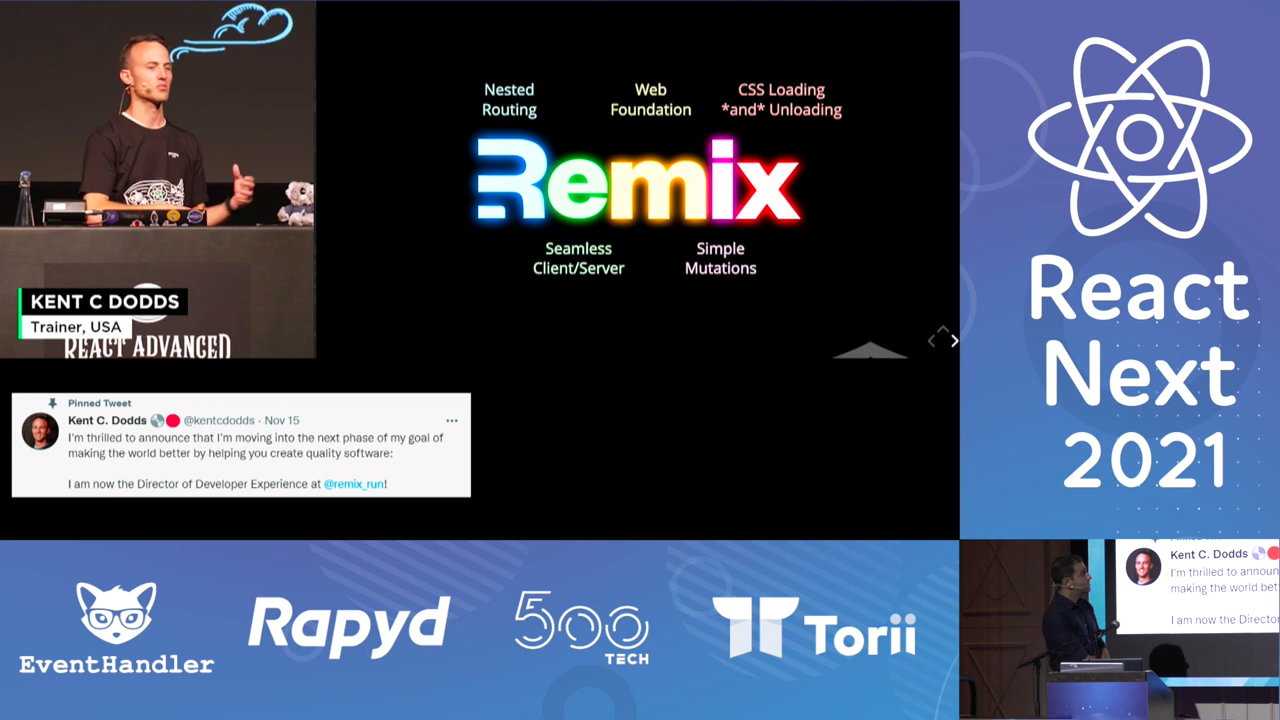 Nested
Routing
Web
Foundation
CSS Loading
*and* Unloading
Remix
Seamless
Client/Server
Simple
Mutations
KENT C DODDS
Trainer, USA
REACT ADVANCED
Pinned Tweet
Kent C. Dodds @kentcdodds · Nov 15
I'm thrilled to announce that I'm moving into the next phase of my goal of
making the world better by helping you create quality software:
I am now the Director of Developer Experience at @remix_run!
React
Next
2021
EventHandler
Rapyd
500
TECH
Torii
Kent C. Dodds
I'm thrilled to announ
making the world bet
I am now the Director